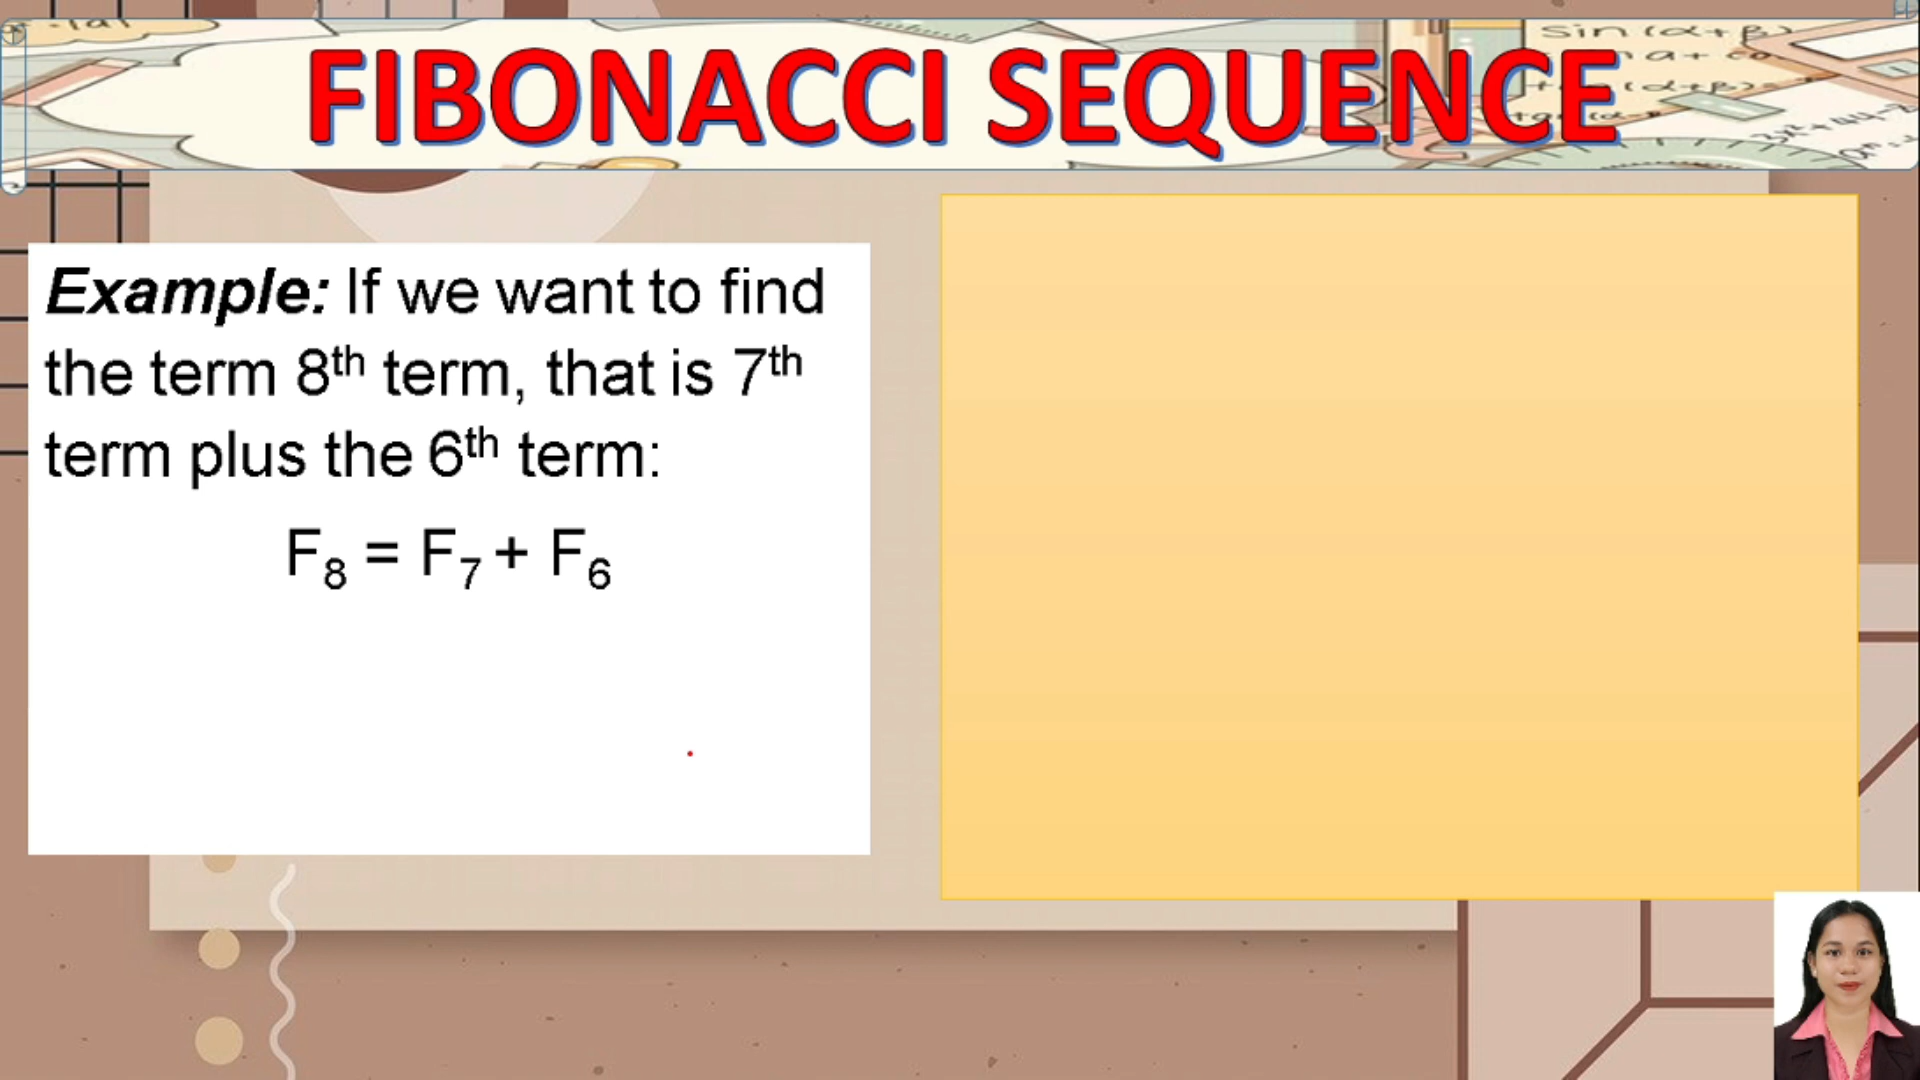 FIBONACCI SEQUENCE
Sin (α+β)
Example: If we want to find
the term 8th term, that is 7th
term plus the 6th term:
F8 = F7 + F6